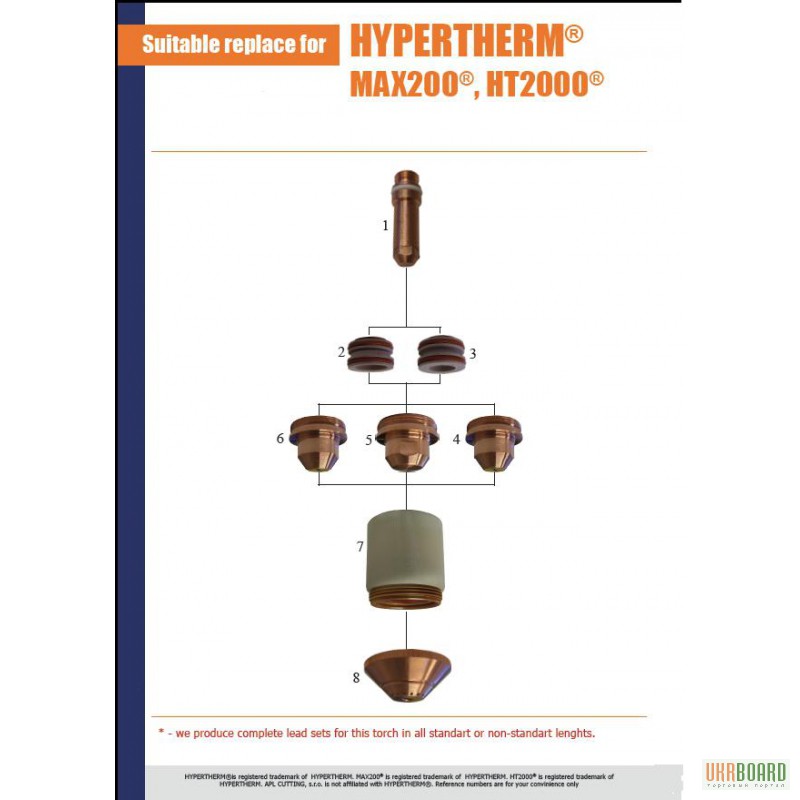 Suitable replace for
HYPERTHERM®
MAX200®, HT2000®
1
2
3
6
5
4
7
8
* - we produce complete lead sets for this torch in all standart or non-standart lenghts.
HYPERTHERM®is registered trademark of HYPERTHERM. MAX200® is registered trademark of HYPERTHERM. HT2000® is registered trademark of
HYPERTHERM. APL CUTTING, s.r.o. is not affiliated with HYPERTHERM®. Reference numbers are for your convinience only
UKRBOARD
торговый портал